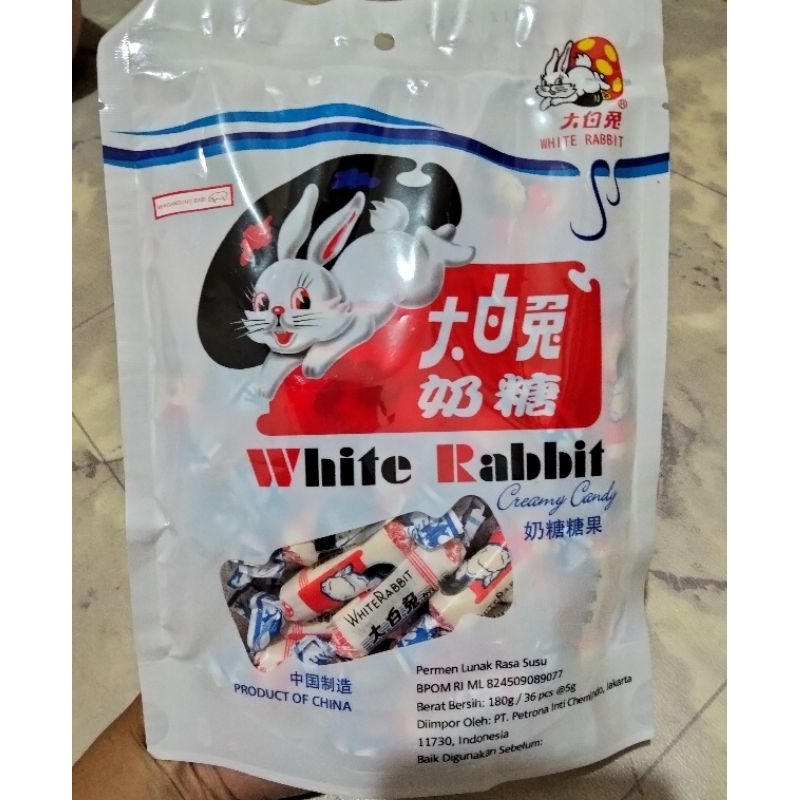 大白兔®
WHITE RABBIT
MENGANDUNG BABI
大白兔
奶糖
White Rabbit
Creamy Candy
奶糖糖果
WHITE RABBIT
大白兔
中国制造
PRODUCT OF CHINA
Permen Lunak Rasa Susu
BPOM RI ML 824509089077
Berat Bersih: 180g / 36 pcs @5g
Diimpor Oleh: PT. Petrona Inti Chemindo, Jakarta
11730, Indonesia
Baik Digunakan Sebelum: